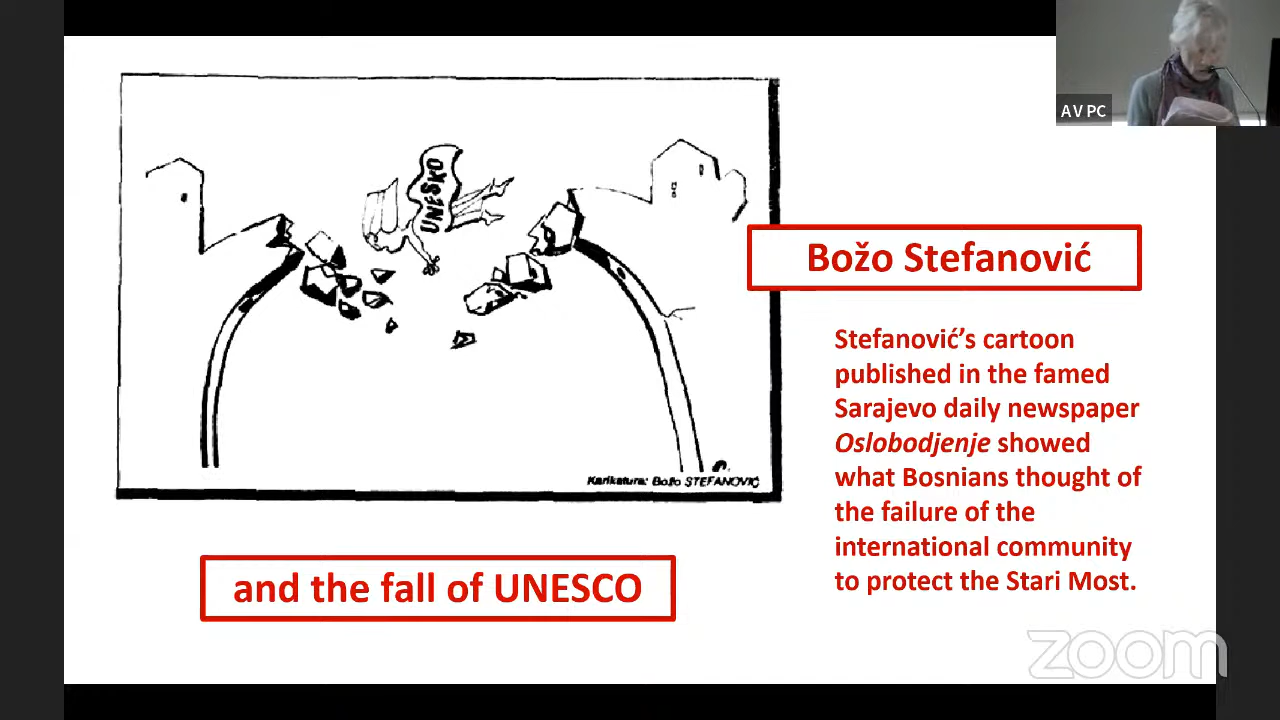 AV PC
UNESKO
Božo Stefanović
Stefanović’s cartoon
published in the famed
Sarajevo daily newspaper
Oslobodjenje showed
what Bosnians thought of
the failure of the
international community
to protect the Stari Most.
Karikatura: Božo STEFANOVIĆ
and the fall of UNESCO
zoom